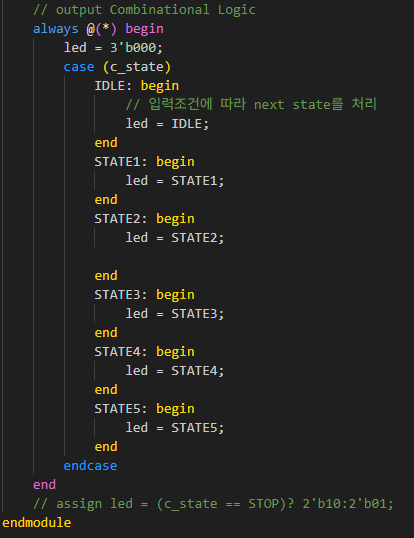 // output Combinational Logic
always @(*) begin
led = 3'b000;
case (c_state)
IDLE: begin
// 입력조건에 따라 next state를 처리
led = IDLE;
end
STATE1: begin
led = STATE1;
end
STATE2: begin
led = STATE2;
end
STATE3: begin
led = STATE3;
end
STATE4: begin
led = STATE4;
end
STATE5: begin
led = STATE5;
end
endcase
end
// assign led = (c_state == STOP)? 2'b10:2'b01;
endmodule